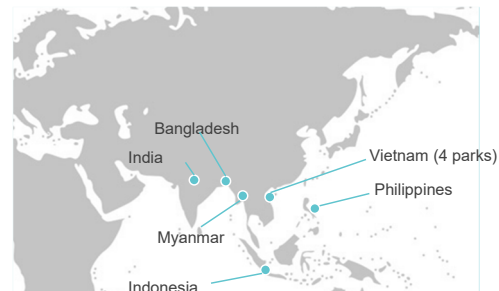 Bangladesh
India
Vietnam (4 parks)
Philippines
Myanmar
Indonesia